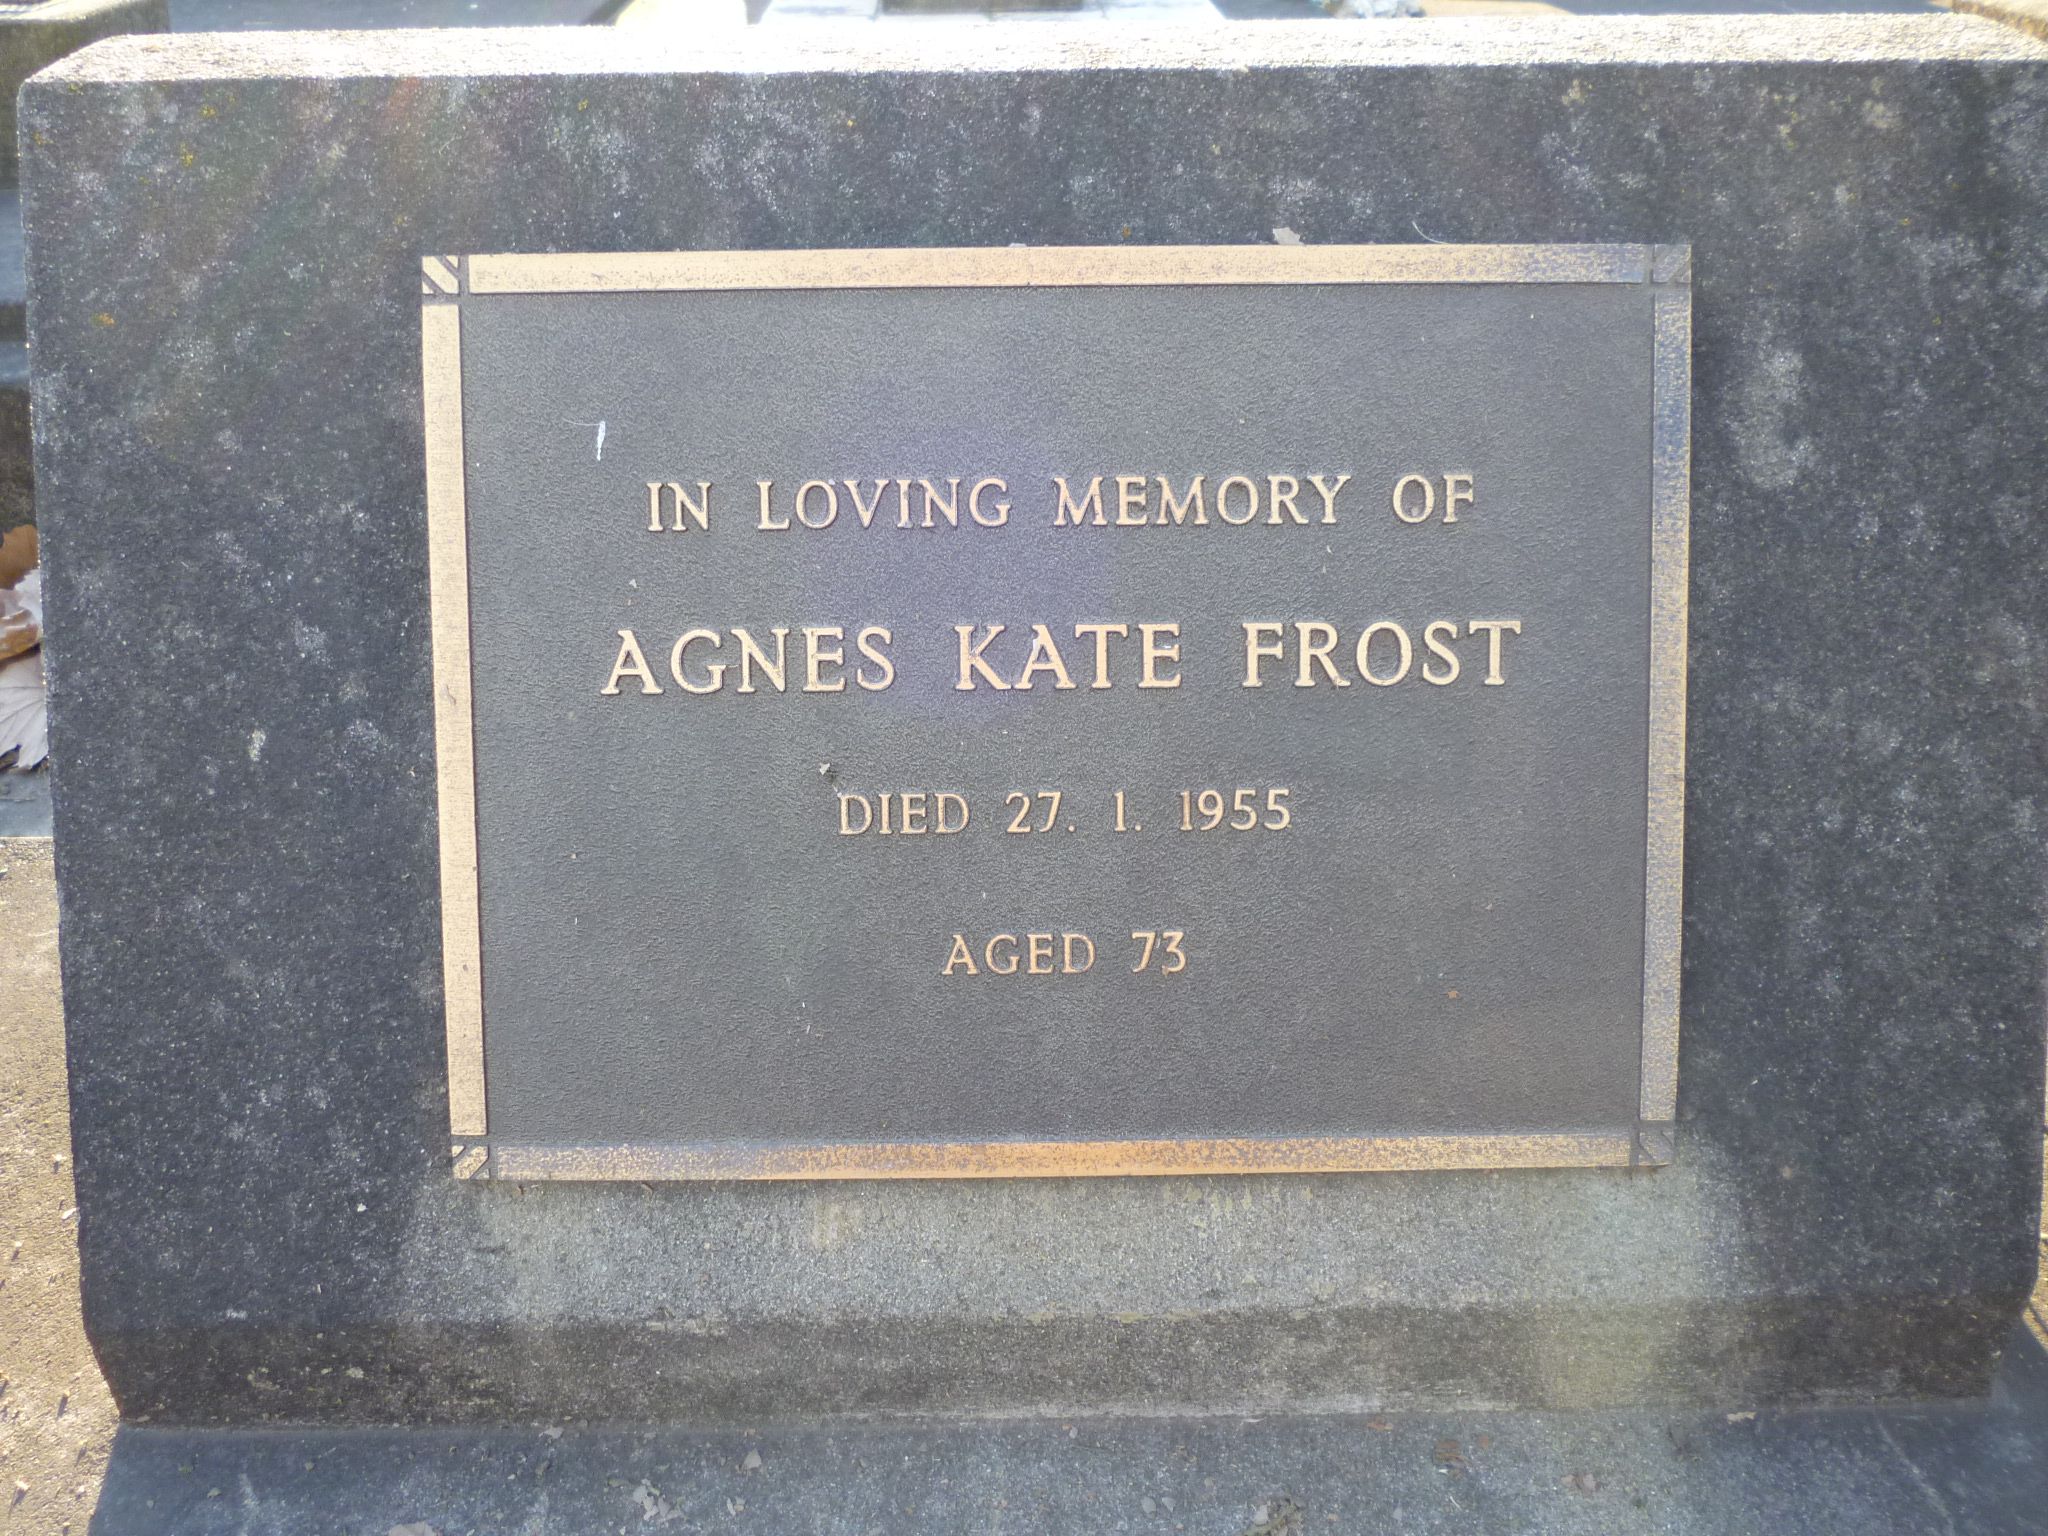 IN LOVING MEMORY OF
AGNES KATE FROST
DIED 27. 1. 1955
AGED 73